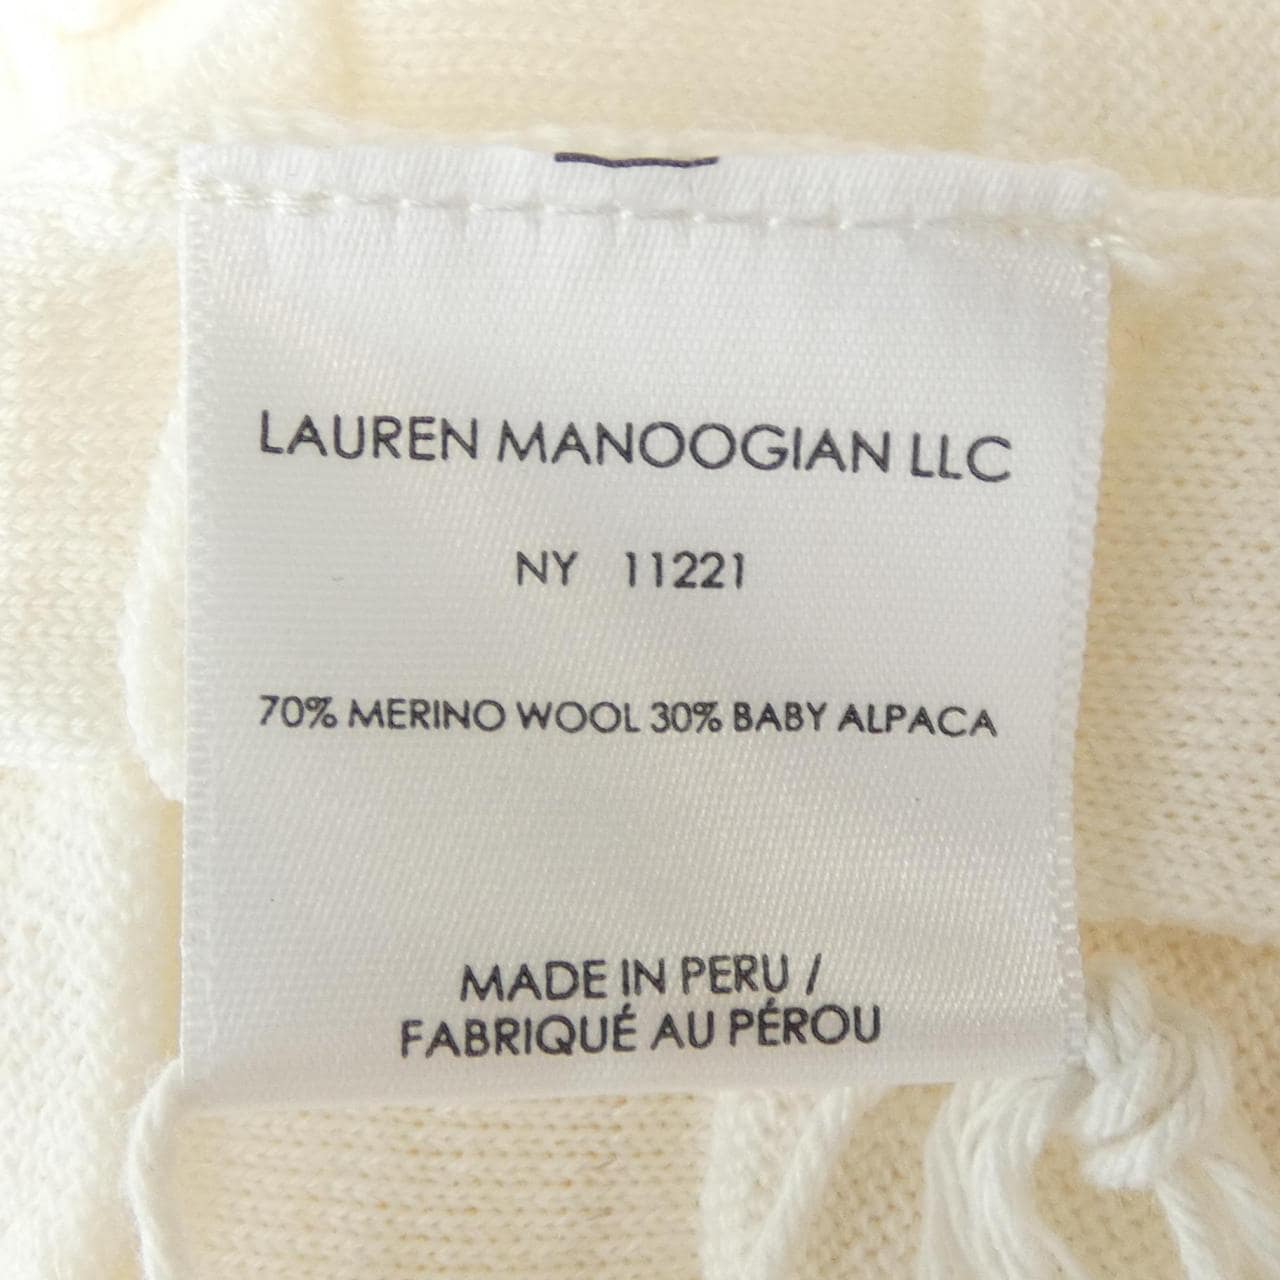 LAUREN MANOOGIAN LLC
NY 11221
70% MERINO WOOL 30% BABY ALPACA
MADE IN PERU /
FABRIQUÉ AU PÉROU